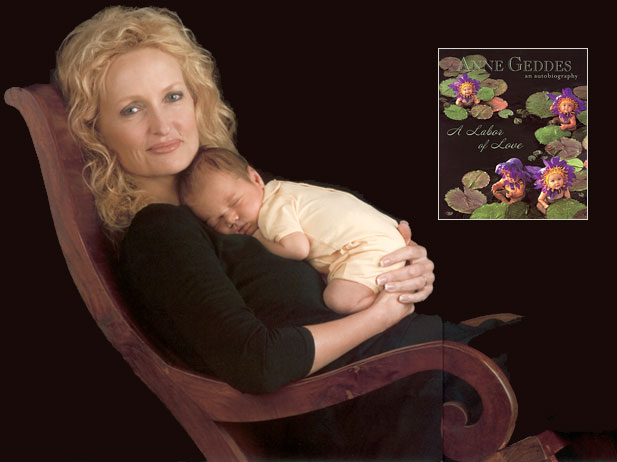 ANNE GEDDES
an autobiography
A Labor
of Love